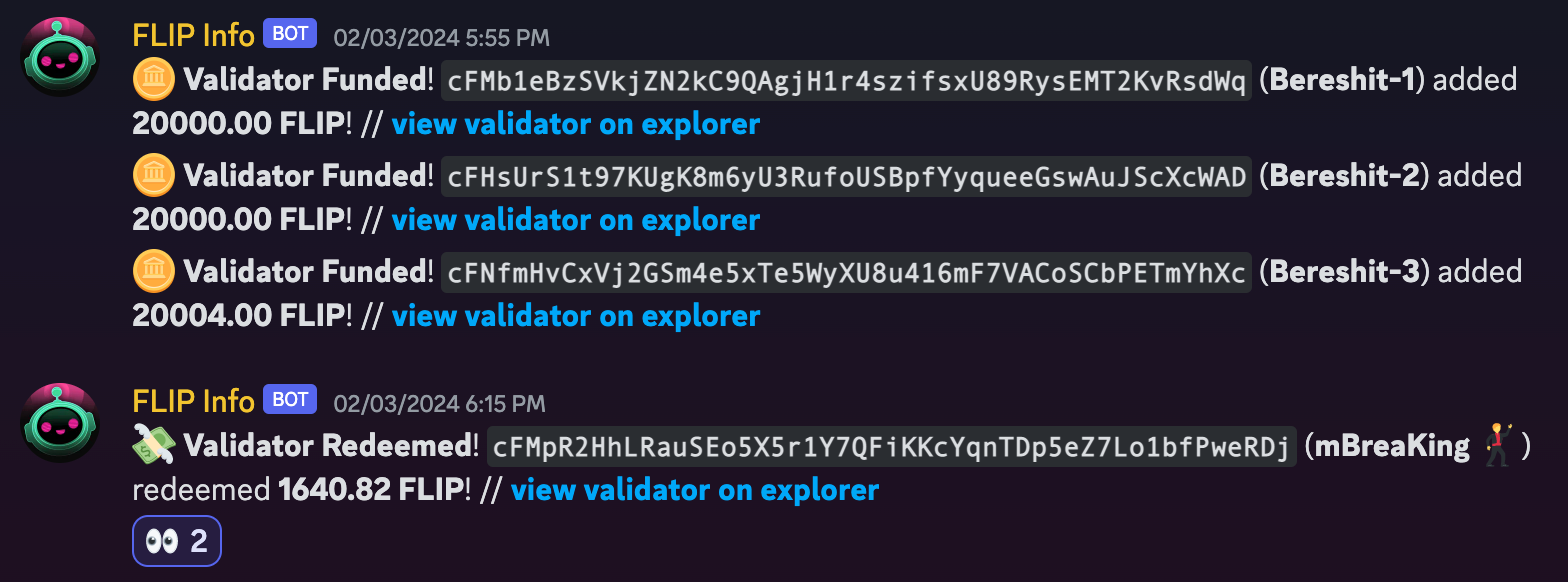 FLIP Info BOT 02/03/2024 5:55 PM
Validator Funded! cFMb1eBzSVkjZN2kC9QAgjH1r4szifsxU89RysEMT2KvRsdWq (Bereshit-1) added
20000.00 FLIP! // view validator on explorer
Validator Funded! cFHsUrS1t97KUgK8m6yU3RufoUSBpfYyqueeGswAuJScXcWAD (Bereshit-2) added
20000.00 FLIP! // view validator on explorer
Validator Funded! cFNfmHvCxVj2GSm4e5xTe5WyXU8u416mF7VACoSCbPETmYhXc (Bereshit-3) added
20004.00 FLIP! // view validator on explorer
FLIP Info BOT 02/03/2024 6:15 PM
💸 Validator Redeemed! cFMpR2HhLRauSEo5X5r1Y7QFiKKcYqnTDp5eZ7Lo1bfPweRDj (mBreaKing 🕺)
redeemed 1640.82 FLIP! // view validator on explorer
👀 2